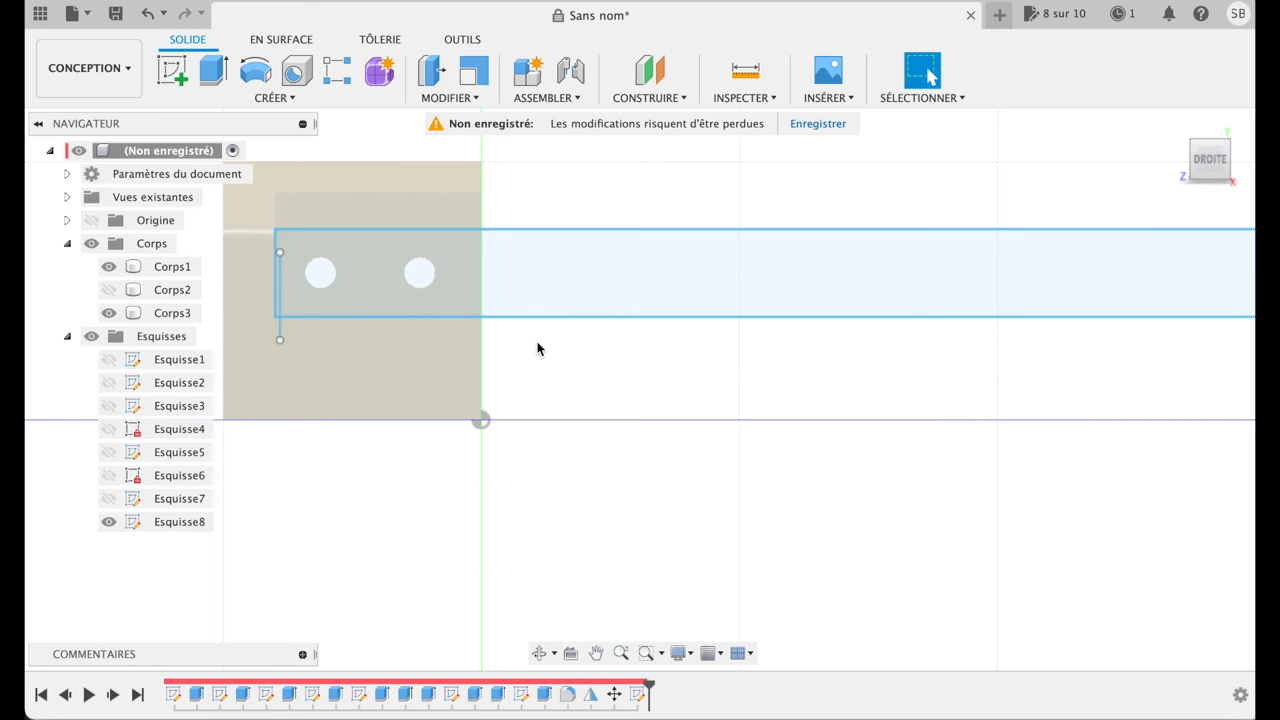 Sans nom*
8 sur 10
1
SB
CONCEPTION
SOLIDE
EN SURFACE
TÔLERIE
OUTILS
CRÉER
MODIFIER
ASSEMBLER
CONSTRUIRE
INSPECTER
INSÉRER
SÉLECTIONNER
NAVIGATEUR
Non enregistré: Les modifications risquent d'être perdues Enregistrer
(Non enregistré)
Paramètres du document
Vues existantes
Origine
Corps
Corps1
Corps2
Corps3
Esquisses
Esquisse1
Esquisse2
Esquisse3
Esquisse4
Esquisse5
Esquisse6
Esquisse7
Esquisse8
Y
DROITE
Z
X
COMMENTAIRES